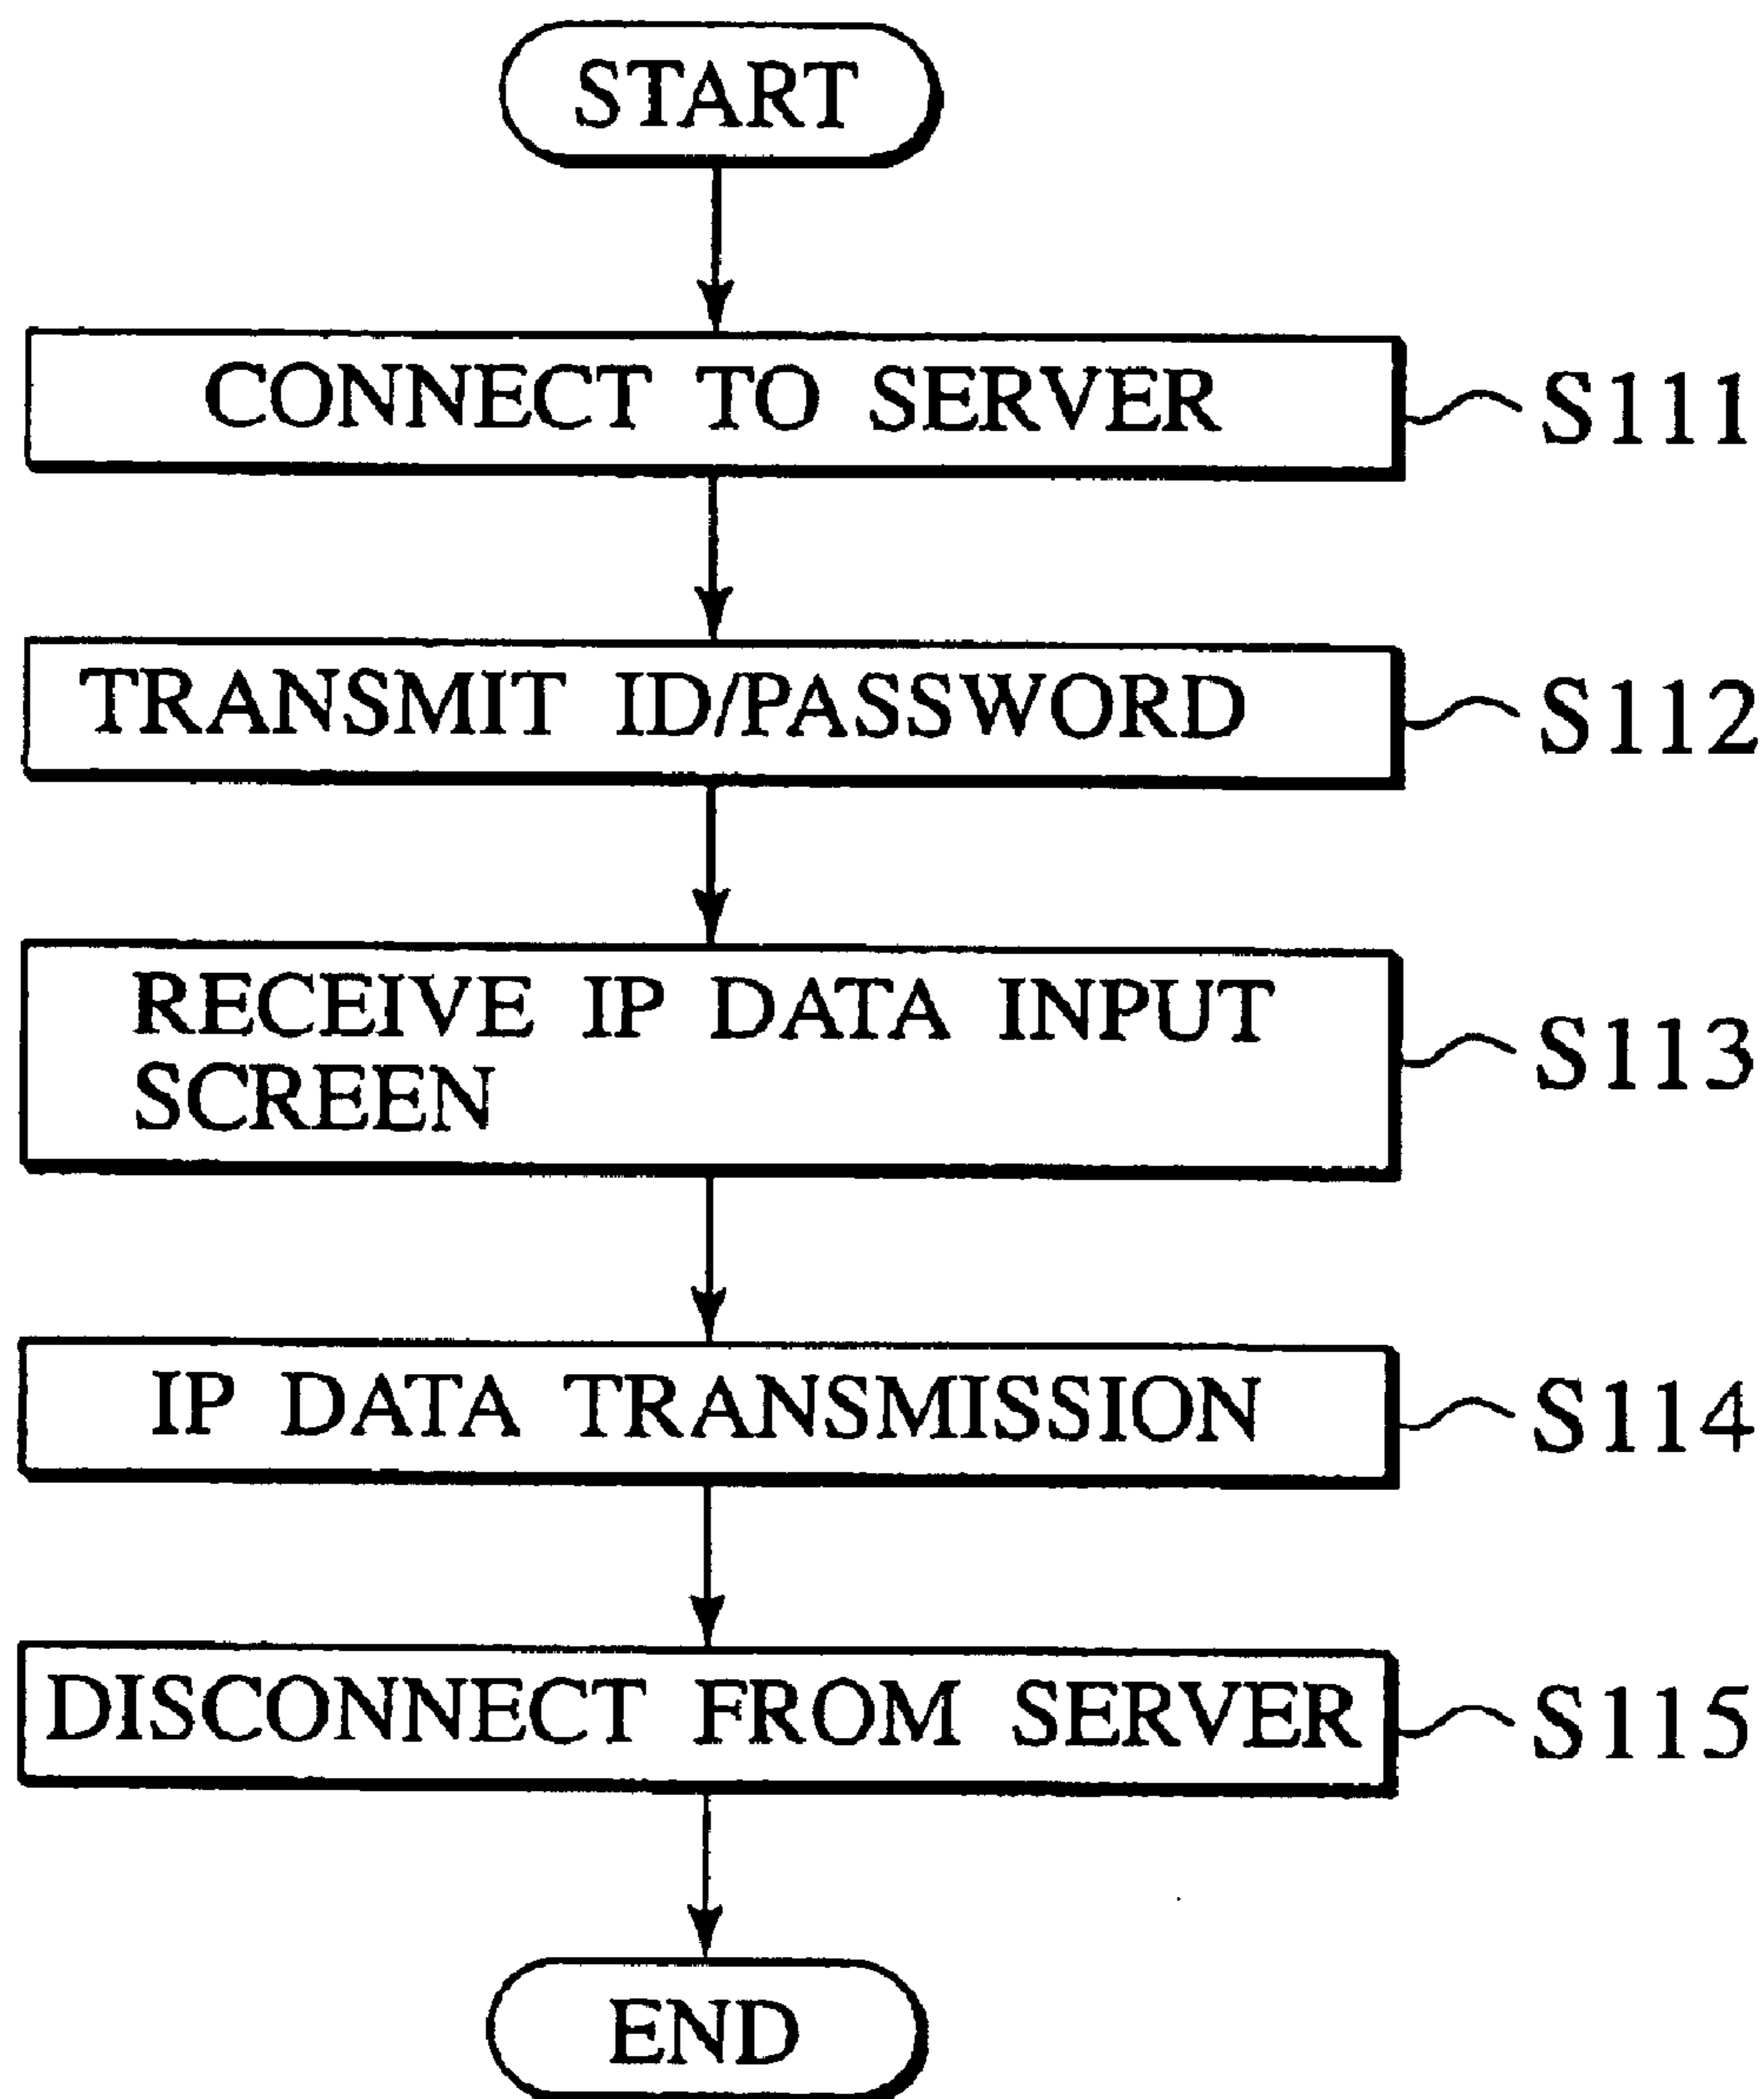 START
CONNECT TO SERVER
S111
TRANSMIT ID/PASSWORD
S112
RECEIVE IP DATA INPUT
SCREEN
S113
IP DATA TRANSMISSION
S114
DISCONNECT FROM SERVER
S115
END